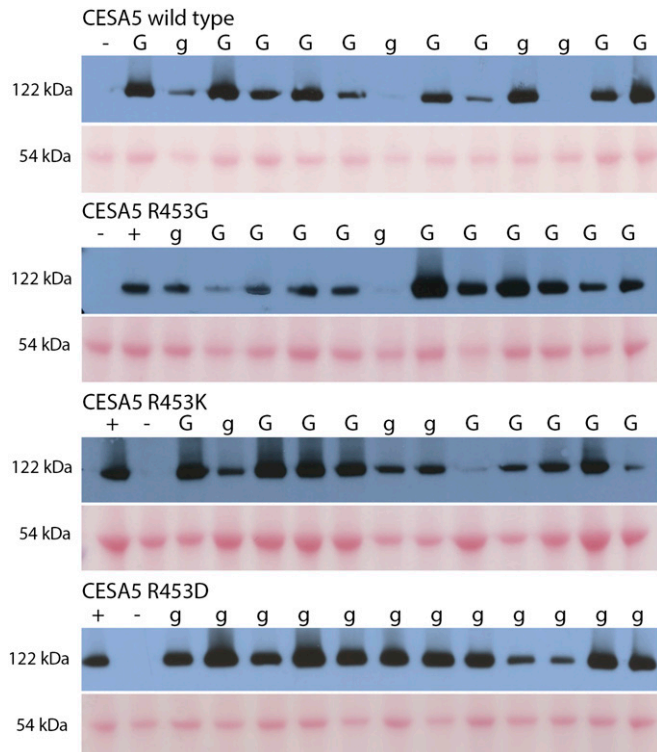 CESA5 wild type
- G g G G G G g G G g g G G
122 kDa
54 kDa
CESA5 R453G
- + g G G G G g G G G G G G
122 kDa
54 kDa
CESA5 R453K
+ - G g G G G g g G G G G G
122 kDa
54 kDa
CESA5 R453D
+ - g g g g g g g g g g g g
122 kDa
54 kDa